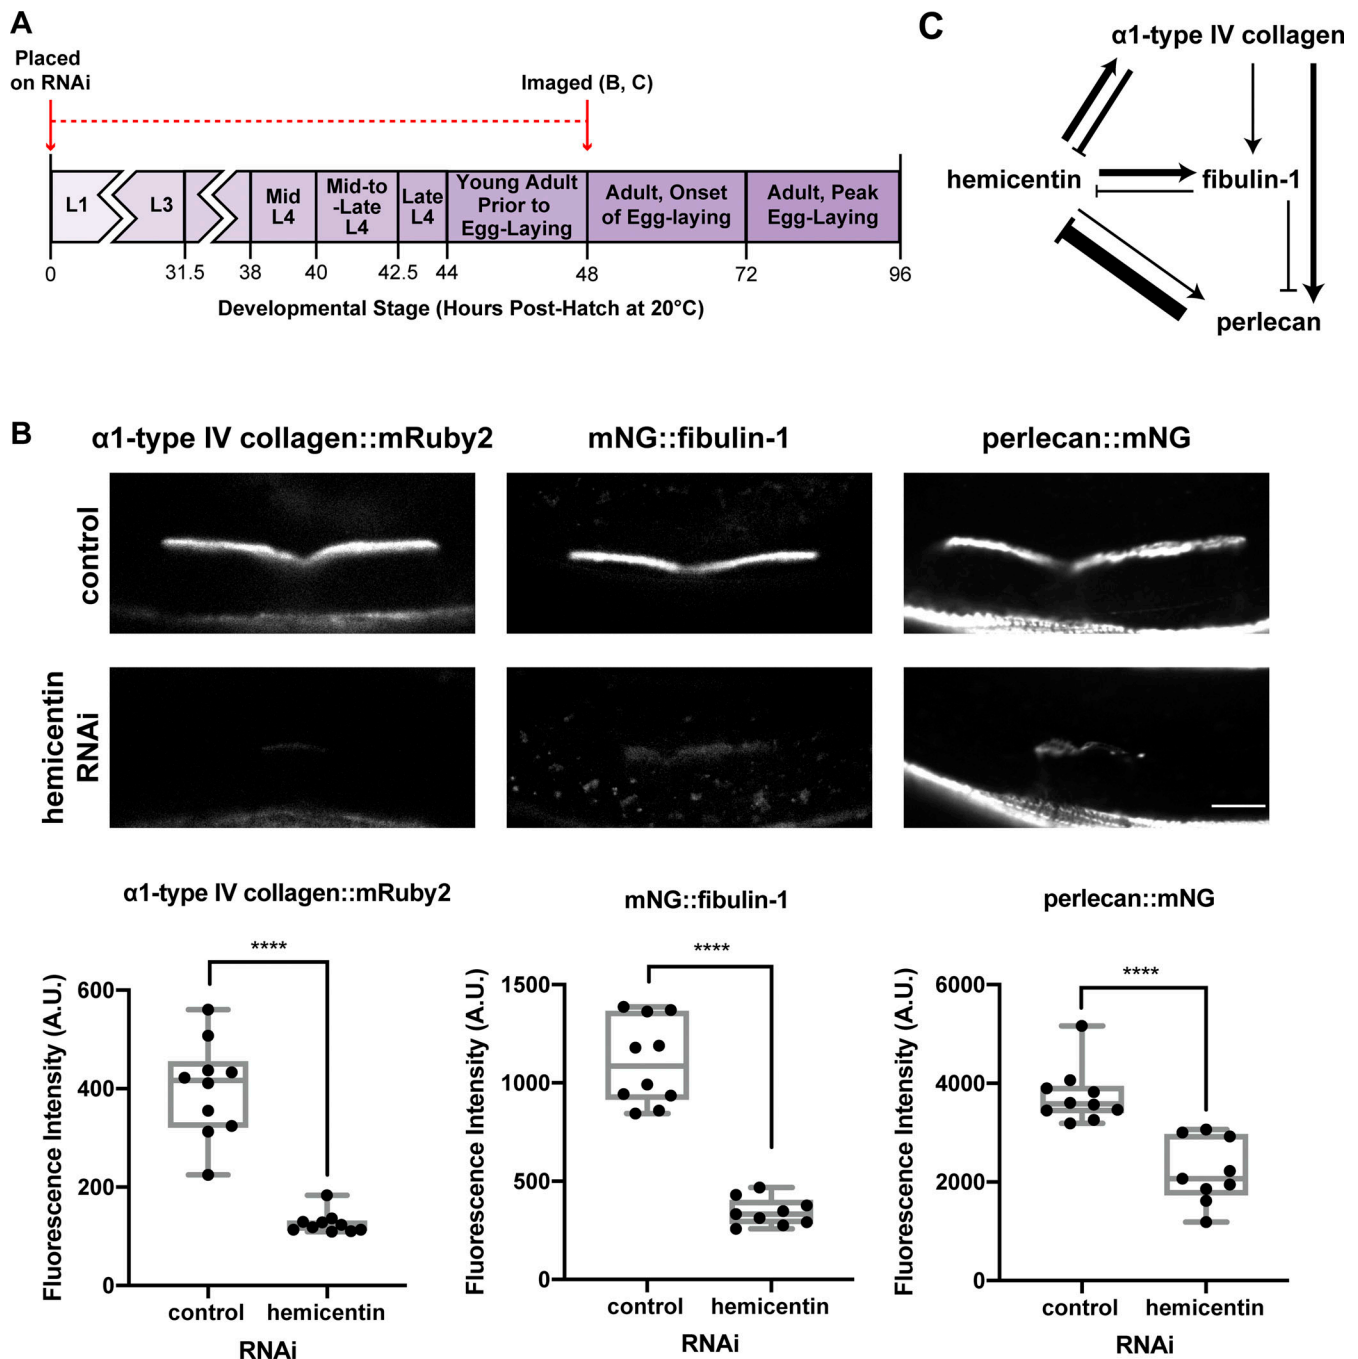 A
Placed
on RNAi
Imaged (B, C)
L1
L3
Mid
L4
Mid-to
-Late
L4
Late
L4
Young Adult
Prior to
Egg-Laying
Adult, Onset
of Egg-laying
Adult, Peak
Egg-Laying
0
31.5
38
40
42.5
44
48
72
96
Developmental Stage (Hours Post-Hatch at 20°C)
C
α1-type IV collagen
hemicentin
fibulin-1
perlecan
B
α1-type IV collagen::mRuby2
mNG::fibulin-1
perlecan::mNG
control
hemicentin
RNAi
α1-type IV collagen::mRuby2
****
Fluorescence Intensity (A.U.)
600
400
200
0
control
hemicentin
RNAi
mNG::fibulin-1
****
Fluorescence Intensity (A.U.)
1500
1000
500
0
control
hemicentin
RNAi
perlecan::mNG
****
Fluorescence Intensity (A.U.)
6000
4000
2000
0
control
hemicentin
RNAi